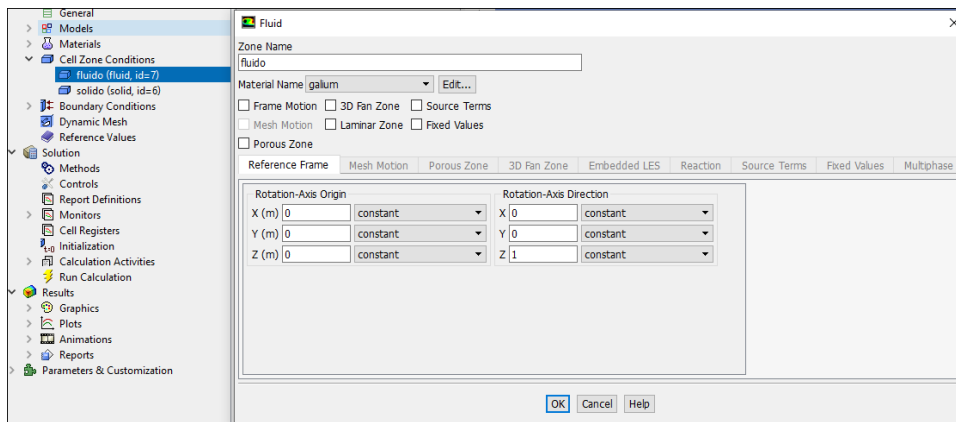 General
Models
Materials
Cell Zone Conditions
fluido (fluid, id=7)
solido (solid, id=6)
Boundary Conditions
Dynamic Mesh
Reference Values
Solution
Methods
Controls
Report Definitions
Monitors
Cell Registers
Initialization
Calculation Activities
Run Calculation
Results
Graphics
Plots
Animations
Reports
Parameters & Customization
Fluid
Zone Name
fluido
Material Name galium Edit...
Frame Motion 3D Fan Zone Source Terms
Mesh Motion Laminar Zone Fixed Values
Porous Zone
Reference Frame Mesh Motion Porous Zone 3D Fan Zone Embedded LES Reaction Source Terms Fixed Values Multiphase
Rotation-Axis Origin Rotation-Axis Direction
X (m) 0 constant X 0 constant
Y (m) 0 constant Y 0 constant
Z (m) 0 constant Z 1 constant
OK Cancel Help